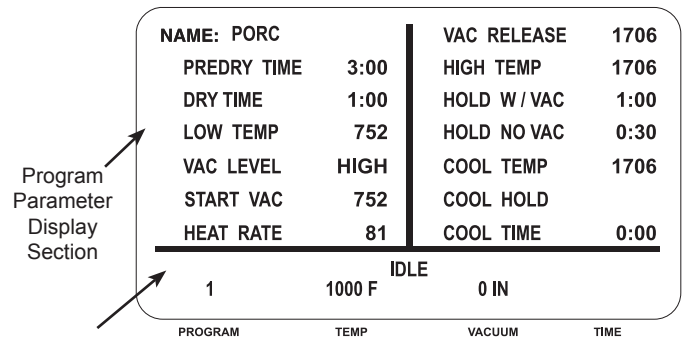 NAME: PORC
PREDRY TIME 3:00
DRY TIME 1:00
LOW TEMP 752
VAC LEVEL HIGH
START VAC 752
HEAT RATE 81
VAC RELEASE 1706
HIGH TEMP 1706
HOLD W / VAC 1:00
HOLD NO VAC 0:30
COOL TEMP 1706
COOL HOLD
COOL TIME 0:00
Program
Parameter
Display
Section
IDLE
1 1000 F 0 IN
PROGRAM TEMP VACUUM TIME